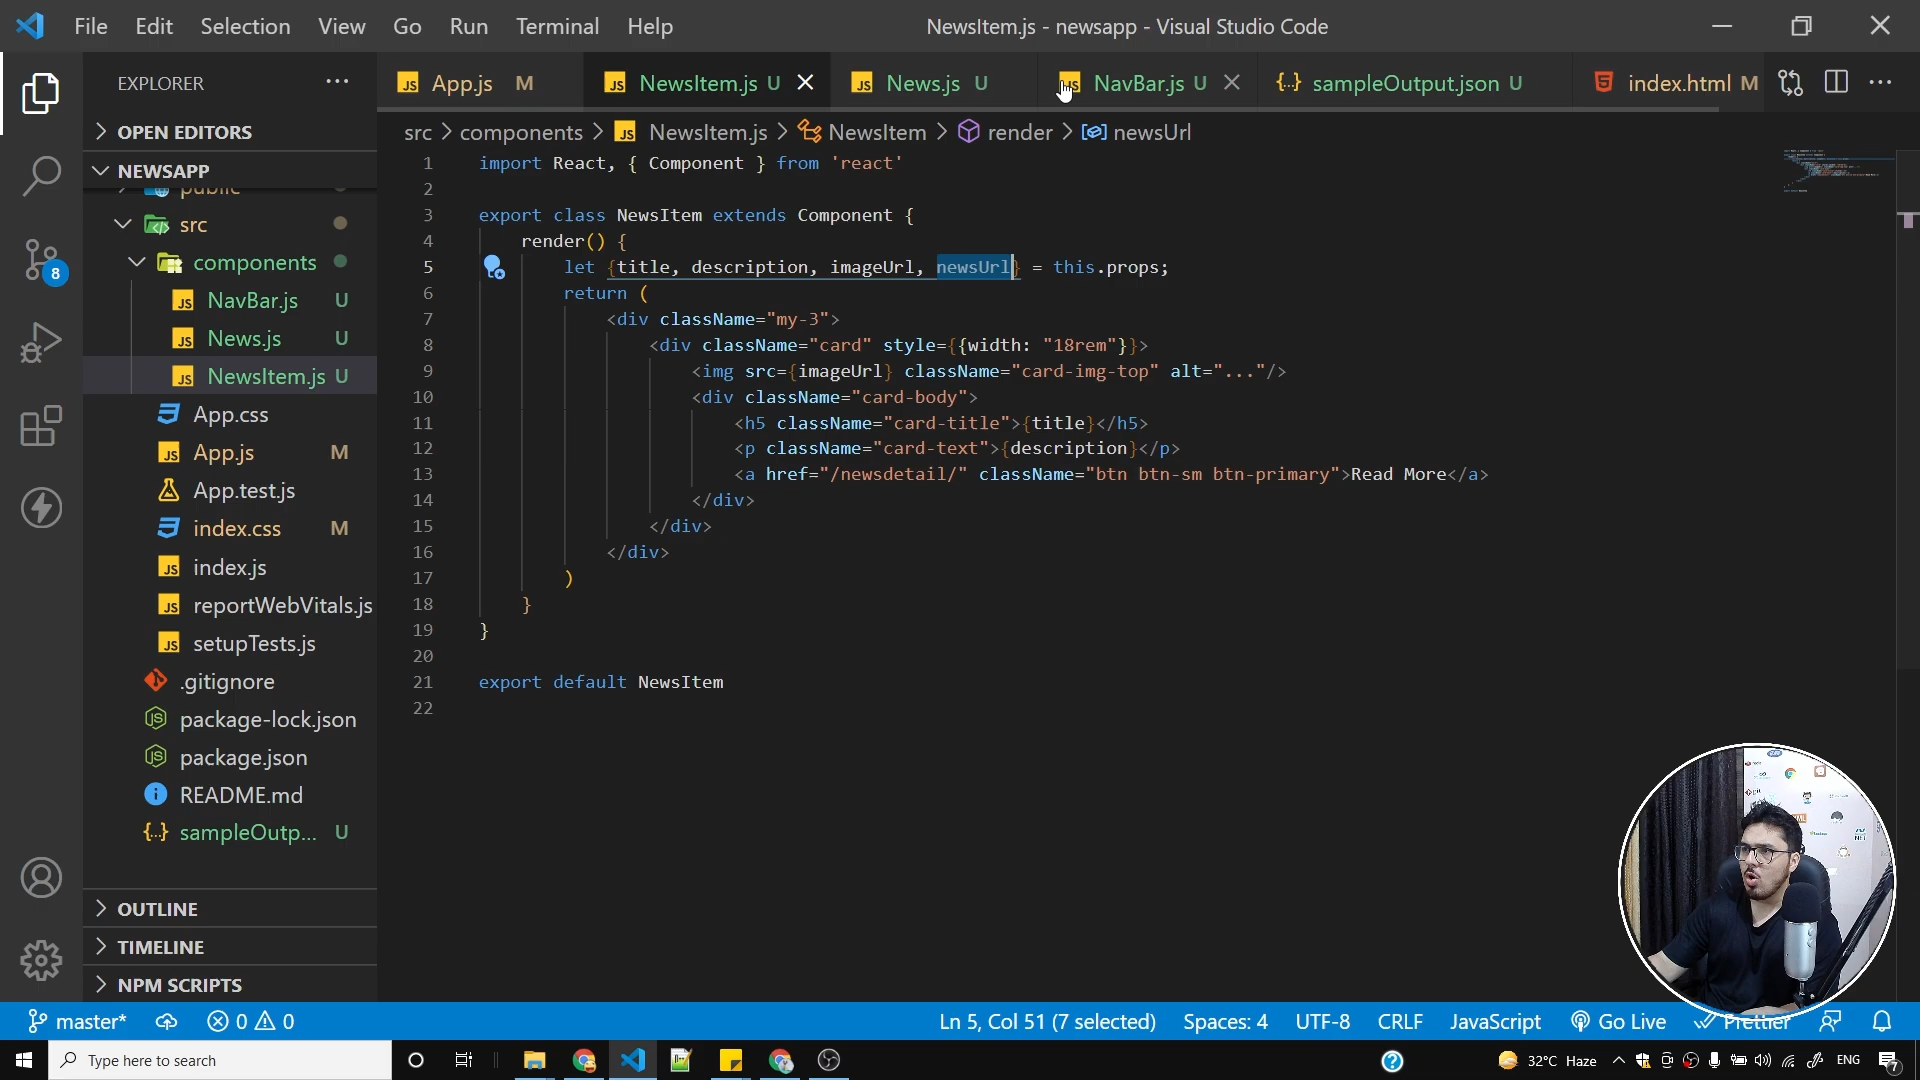 File Edit Selection View Go Run Terminal Help
NewsItem.js - newsapp - Visual Studio Code
EXPLORER
OPEN EDITORS
NEWSAPP
public
src
components
NavBar.js U
News.js U
NewsItem.js U
App.css
App.js M
App.test.js
index.css M
index.js
reportWebVitals.js
setupTests.js
.gitignore
package-lock.json
package.json
README.md
sampleOutp... U
OUTLINE
TIMELINE
NPM SCRIPTS
8
App.js M NewsItem.js U News.js U NavBar.js U sampleOutput.json U index.html M
src > components > NewsItem.js > NewsItem > render > newsUrl
1 import React, { Component } from 'react'
2
3 export class NewsItem extends Component {
4 render() {
5 let {title, description, imageUrl, newsUrl} = this.props;
6 return (
7 <div className="my-3">
8 <div className="card" style={{width: "18rem"}}>
9 <img src={imageUrl} className="card-img-top" alt="..."/>
10 <div className="card-body">
11 <h5 className="card-title">{title}</h5>
12 <p className="card-text">{description}</p>
13 <a href="/newsdetail/" className="btn btn-sm btn-primary">Read More</a>
14 </div>
15 </div>
16 </div>
17 )
18 }
19 }
20
21 export default NewsItem
22
master* 0 0 Ln 5, Col 51 (7 selected) Spaces: 4 UTF-8 CRLF JavaScript Go Live Prettier
Type here to search 32°C Haze ENG 7